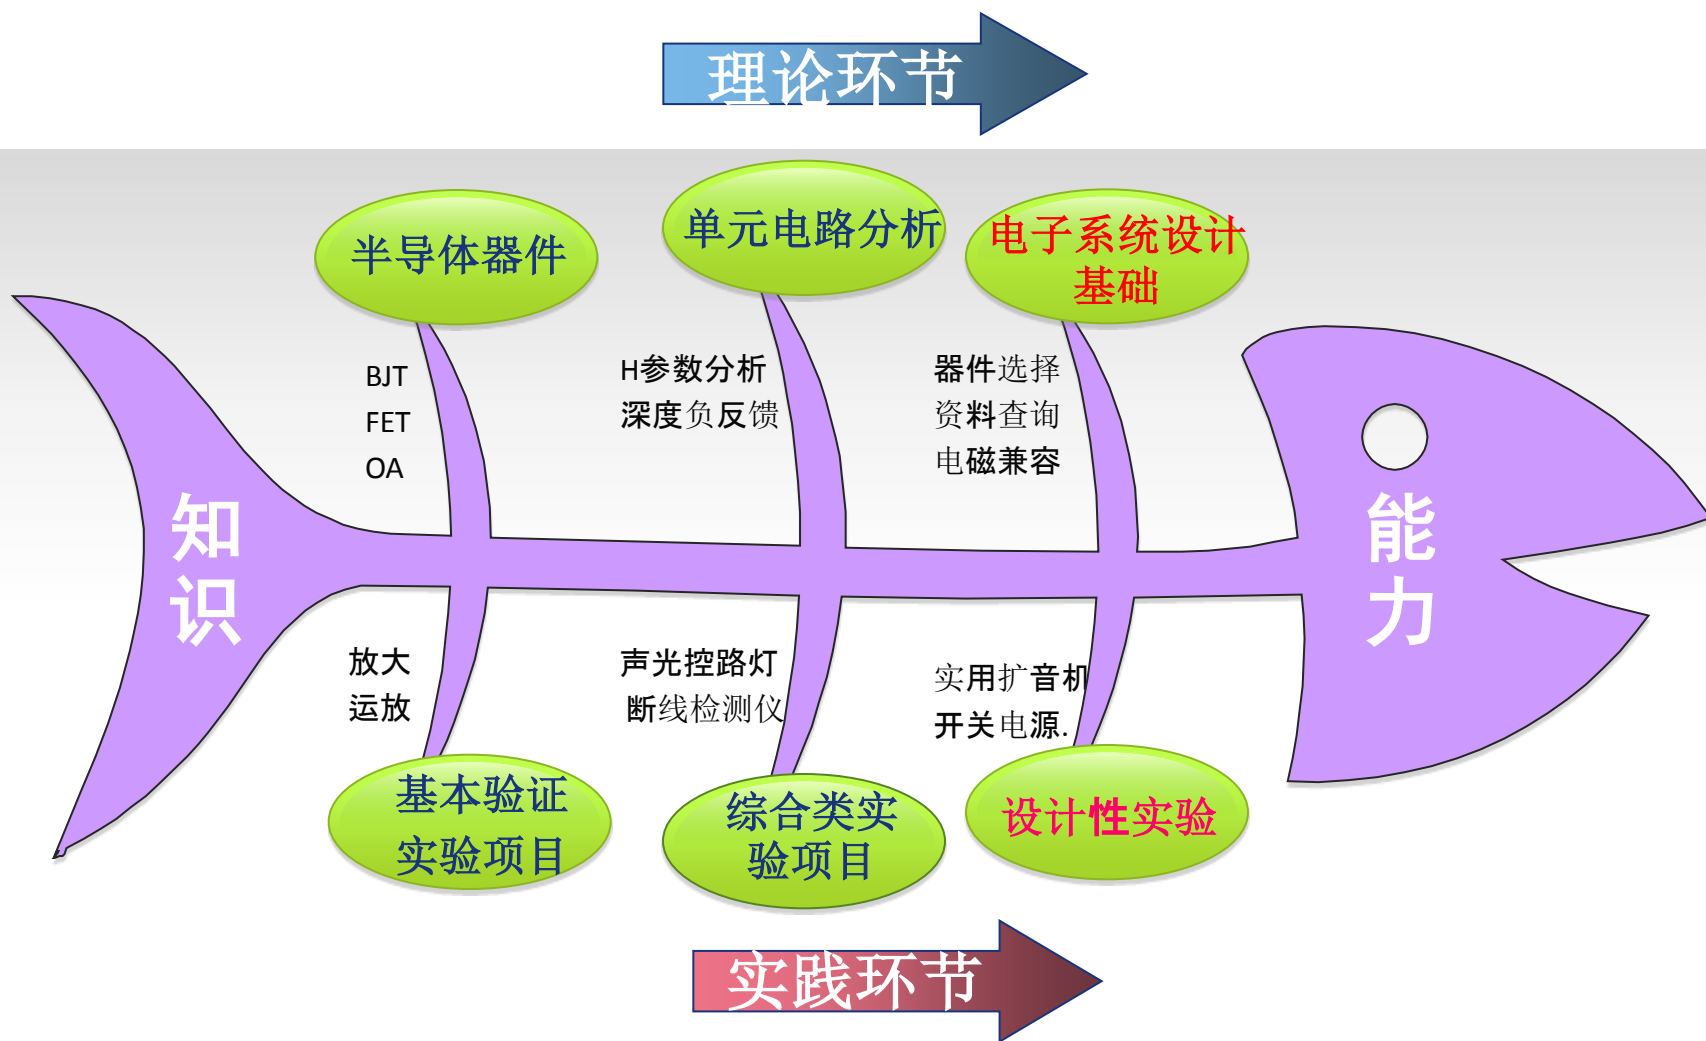 理论环节
半导体器件
单元电路分析
电子系统设计
基础
BJT
FET
OA
H参数分析
深度负反馈
器件选择
资料查询
电磁兼容
知
识
能
力
放大
运放
声光控路灯
断线检测仪
实用扩音机
开关电源.
基本验证
实验项目
综合类实
验项目
设计性实验
实践环节